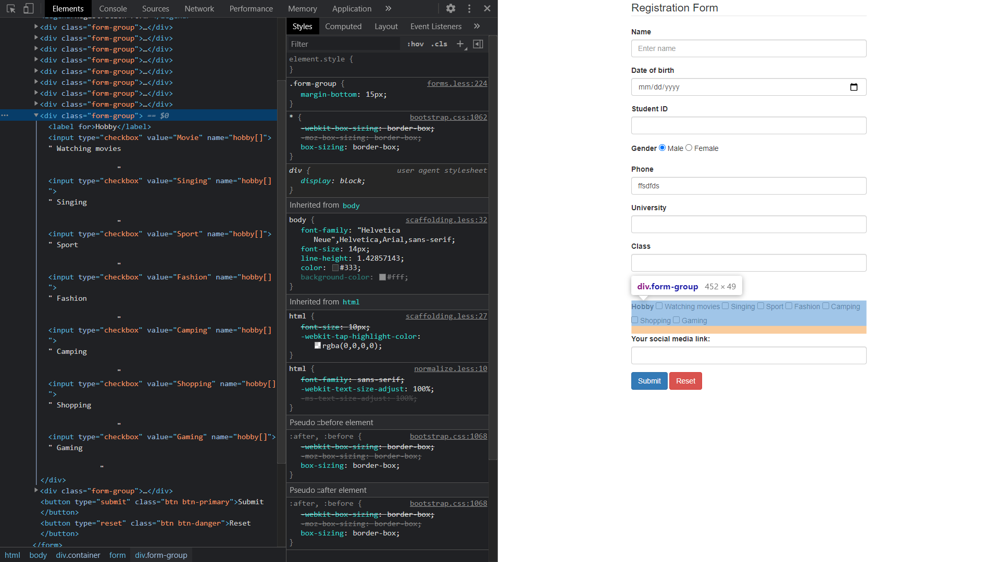 Elements Console Sources Network Performance Memory Application »
<div class="form-group">…</div>
<div class="form-group">…</div>
<div class="form-group">…</div>
<div class="form-group">…</div>
<div class="form-group">…</div>
<div class="form-group">…</div>
<div class="form-group">…</div>
<div class="form-group">…</div>
… <div class="form-group"> == $0
<label for>Hobby</label>
<input type="checkbox" value="Movie" name="hobby[]">
" Watching movies
"
<input type="checkbox" value="Singing" name="hobby[]
">
" Singing
"
<input type="checkbox" value="Sport" name="hobby[]">
" Sport
"
<input type="checkbox" value="Fashion" name="hobby[]
">
" Fashion
"
<input type="checkbox" value="Camping" name="hobby[]
">
" Camping
"
<input type="checkbox" value="Shopping" name="hobby[]
">
" Shopping
"
<input type="checkbox" value="Gaming" name="hobby[]">
" Gaming
"
</div>
<div class="form-group">…</div>
<button type="submit" class="btn btn-primary">Submit
</button>
<button type="reset" class="btn btn-danger">Reset
</button>
</form>
html body div.container form div.form-group
Styles Computed Layout Event Listeners »
Filter :hov .cls +
element.style {
}
.form-group { forms.less:224
margin-bottom: 15px;
}
* { bootstrap.css:1062
-webkit-box-sizing: border-box;
-moz-box-sizing: border-box;
box-sizing: border-box;
}
div { user agent stylesheet
display: block;
}
Inherited from body
body { scaffolding.less:32
font-family: "Helvetica
Neue",Helvetica,Arial,sans-serif;
font-size: 14px;
line-height: 1.42857143;
color: #333;
background-color: #fff;
}
Inherited from html
html { scaffolding.less:27
font-size: 10px;
-webkit-tap-highlight-color:
rgba(0,0,0,0);
}
html { normalize.less:10
font-family: sans-serif;
-webkit-text-size-adjust: 100%;
-ms-text-size-adjust: 100%;
}
Pseudo ::before element
:after, :before { bootstrap.css:1068
-webkit-box-sizing: border-box;
-moz-box-sizing: border-box;
box-sizing: border-box;
}
Pseudo ::after element
:after, :before { bootstrap.css:1068
-webkit-box-sizing: border-box;
-moz-box-sizing: border-box;
box-sizing: border-box;
}
Registration Form
Name
Enter name
Date of birth
mm/dd/yyyy
Student ID
Gender Male Female
Phone
ffsdfds
University
Class
div.form-group 452 × 49
Hobby Watching movies Singing Sport Fashion Camping
Shopping Gaming
Your social media link:
Submit Reset